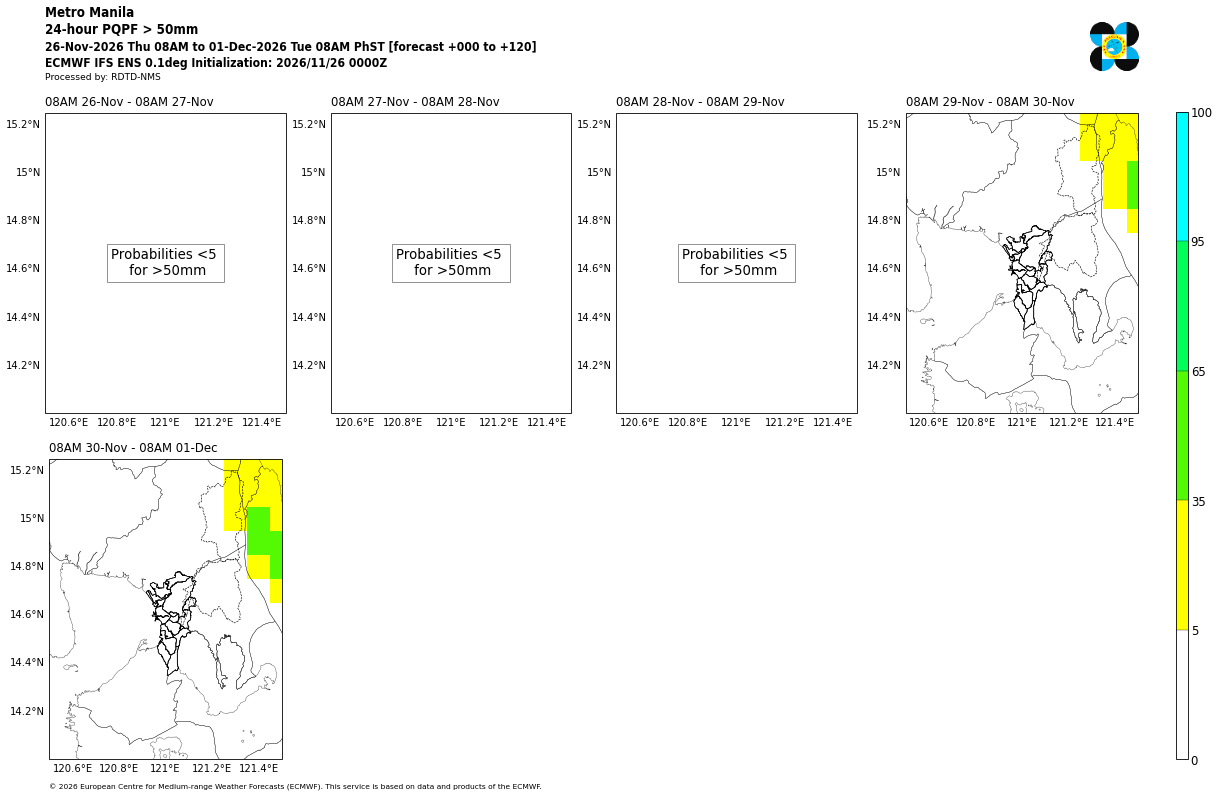 Metro Manila
24-hour PQPF > 50mm
26-Nov-2026 Thu 08AM to 01-Dec-2026 Tue 08AM PhST [forecast +000 to +120]
ECMWF IFS ENS 0.1deg Initialization: 2026/11/26 0000Z
Processed by: RDTD-NMS
08AM 26-Nov - 08AM 27-Nov
15.2°N
15°N
14.8°N
14.6°N
14.4°N
14.2°N
Probabilities <5
for >50mm
120.6°E 120.8°E 121°E 121.2°E 121.4°E
08AM 27-Nov - 08AM 28-Nov
15.2°N
15°N
14.8°N
14.6°N
14.4°N
14.2°N
Probabilities <5
for >50mm
120.6°E 120.8°E 121°E 121.2°E 121.4°E
08AM 28-Nov - 08AM 29-Nov
15.2°N
15°N
14.8°N
14.6°N
14.4°N
14.2°N
Probabilities <5
for >50mm
120.6°E 120.8°E 121°E 121.2°E 121.4°E
08AM 29-Nov - 08AM 30-Nov
15.2°N
15°N
14.8°N
14.6°N
14.4°N
14.2°N
120.6°E 120.8°E 121°E 121.2°E 121.4°E
100
95
65
35
5
0
08AM 30-Nov - 08AM 01-Dec
15.2°N
15°N
14.8°N
14.6°N
14.4°N
14.2°N
120.6°E 120.8°E 121°E 121.2°E 121.4°E
© 2026 European Centre for Medium-range Weather Forecasts (ECMWF). This service is based on data and products of the ECMWF.